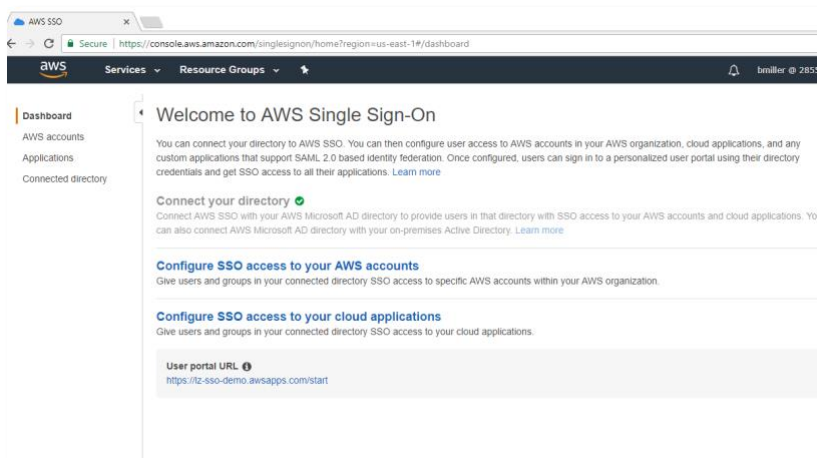 AWS SSO
Secure https://console.aws.amazon.com/singlesignon/home?region=us-east-1#/dashboard
aws Services Resource Groups bmiller @ 2855
Dashboard
AWS accounts
Applications
Connected directory
Welcome to AWS Single Sign-On
You can connect your directory to AWS SSO. You can then configure user access to AWS accounts in your AWS organization, cloud applications, and any
custom applications that support SAML 2.0 based identity federation. Once configured, users can sign in to a personalized user portal using their directory
credentials and get SSO access to all their applications. Learn more
Connect your directory
Connect AWS SSO with your AWS Microsoft AD directory to provide users in that directory with SSO access to your AWS accounts and cloud applications. Yo
can also connect AWS Microsoft AD directory with your on-premises Active Directory. Learn more
Configure SSO access to your AWS accounts
Give users and groups in your connected directory SSO access to specific AWS accounts within your AWS organization.
Configure SSO access to your cloud applications
Give users and groups in your connected directory SSO access to your cloud applications.
User portal URL
https://lz-sso-demo.awsapps.com/start